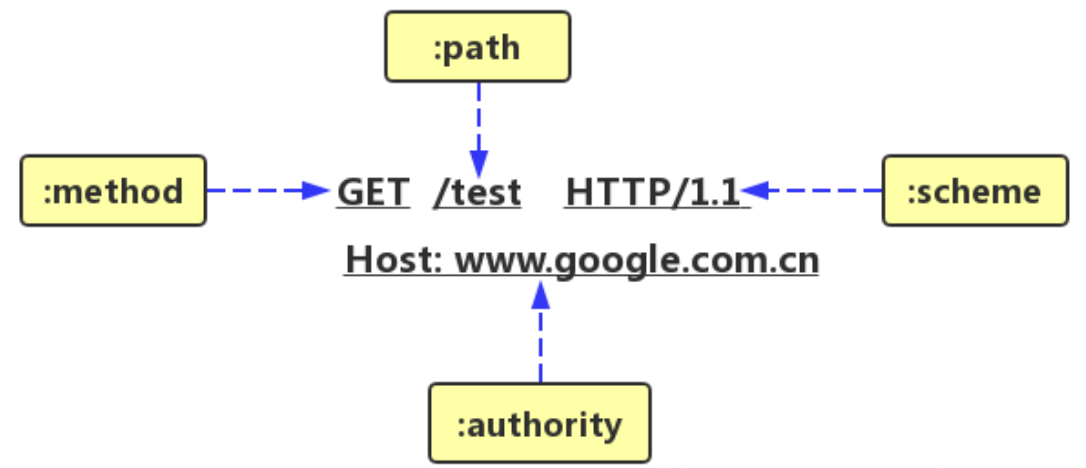 :path
:method
GET /test HTTP/1.1
:scheme
Host: www.google.com.cn
:authority